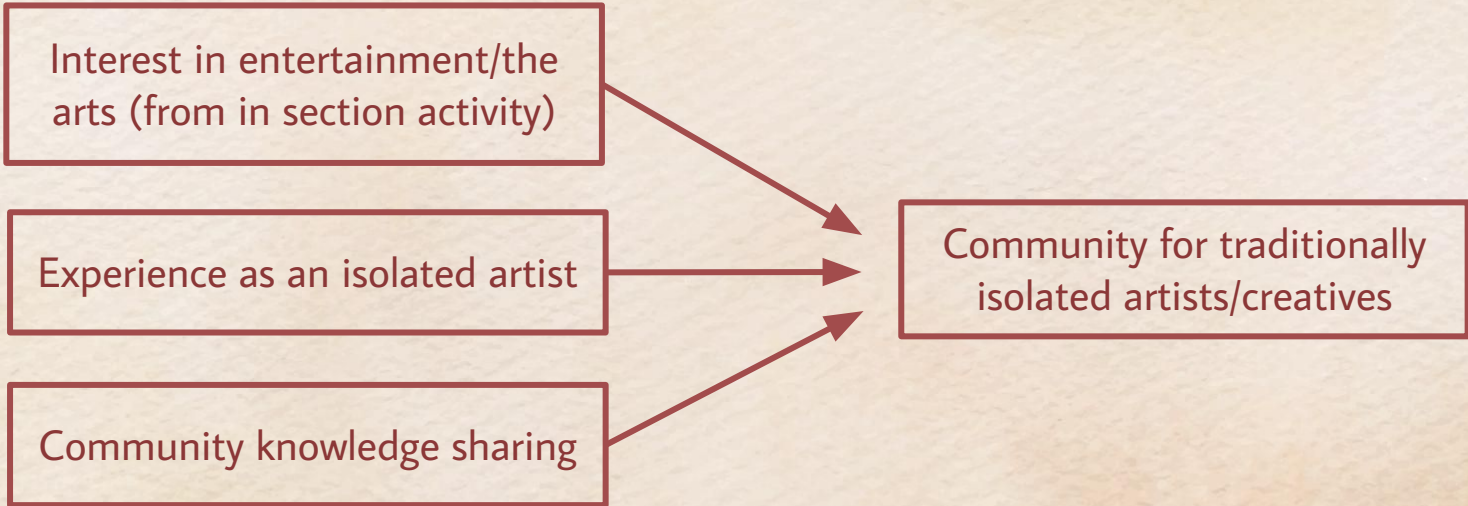 Interest in entertainment/the
arts (from in section activity)
Experience as an isolated artist
Community knowledge sharing
Community for traditionally
isolated artists/creatives